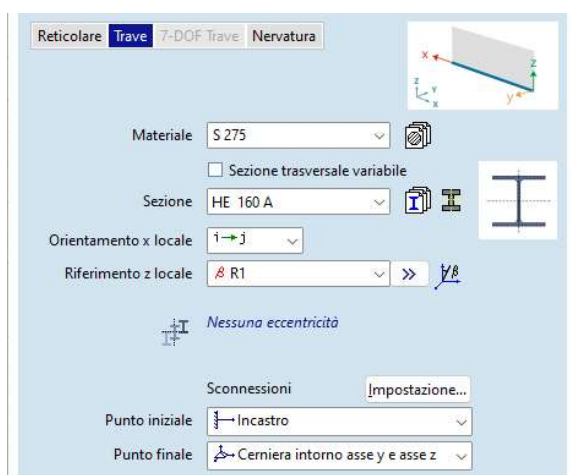 Reticolare Trave 7-DOF Trave Nervatura
x
z
y
z
Y
x
Materiale S 275
Sezione trasversale variabile
Sezione HE 160 A
Orientamento x locale i→j
Riferimento z locale β R1 » β
Nessuna eccentricità
Sconnessioni Impostazione...
Punto iniziale Incastro
Punto finale Cerniera intorno asse y e asse z